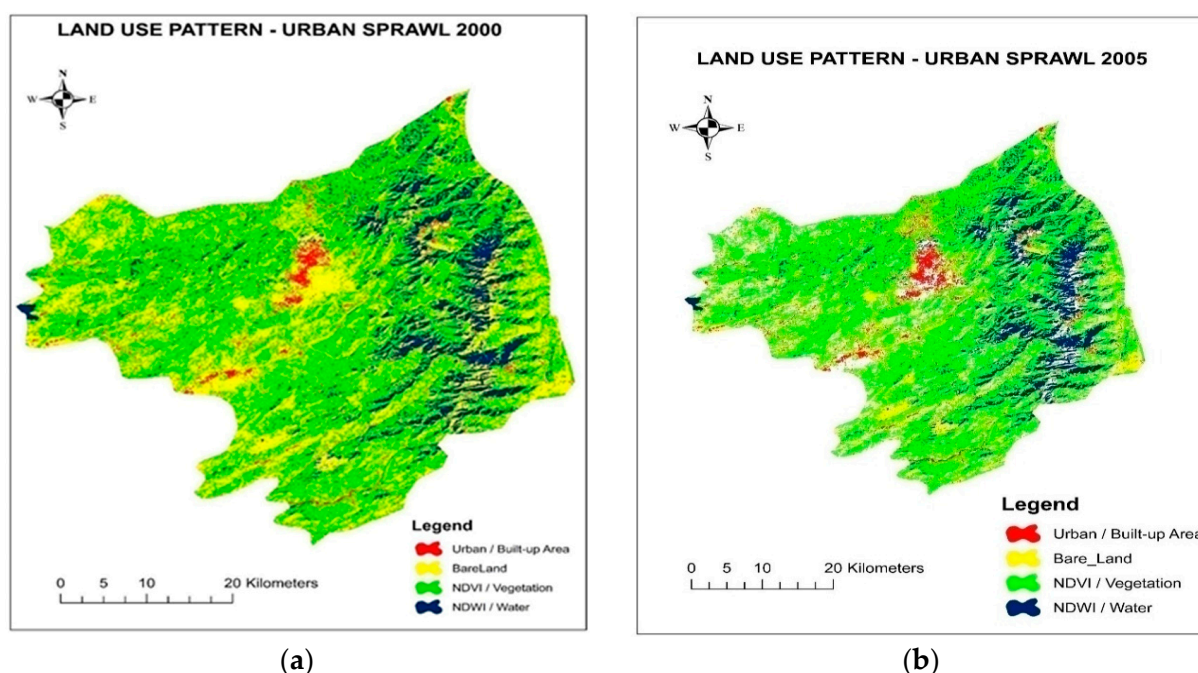 LAND USE PATTERN - URBAN SPRAWL 2000
N
W E
S
Legend
Urban / Built-up Area
BareLand
NDVI / Vegetation
NDWI / Water
0 5 10 20 Kilometers
(a)
LAND USE PATTERN - URBAN SPRAWL 2005
N
W E
S
Legend
Urban / Built-up Area
Bare_Land
NDVI / Vegetation
NDWI / Water
0 5 10 20 Kilometers
(b)